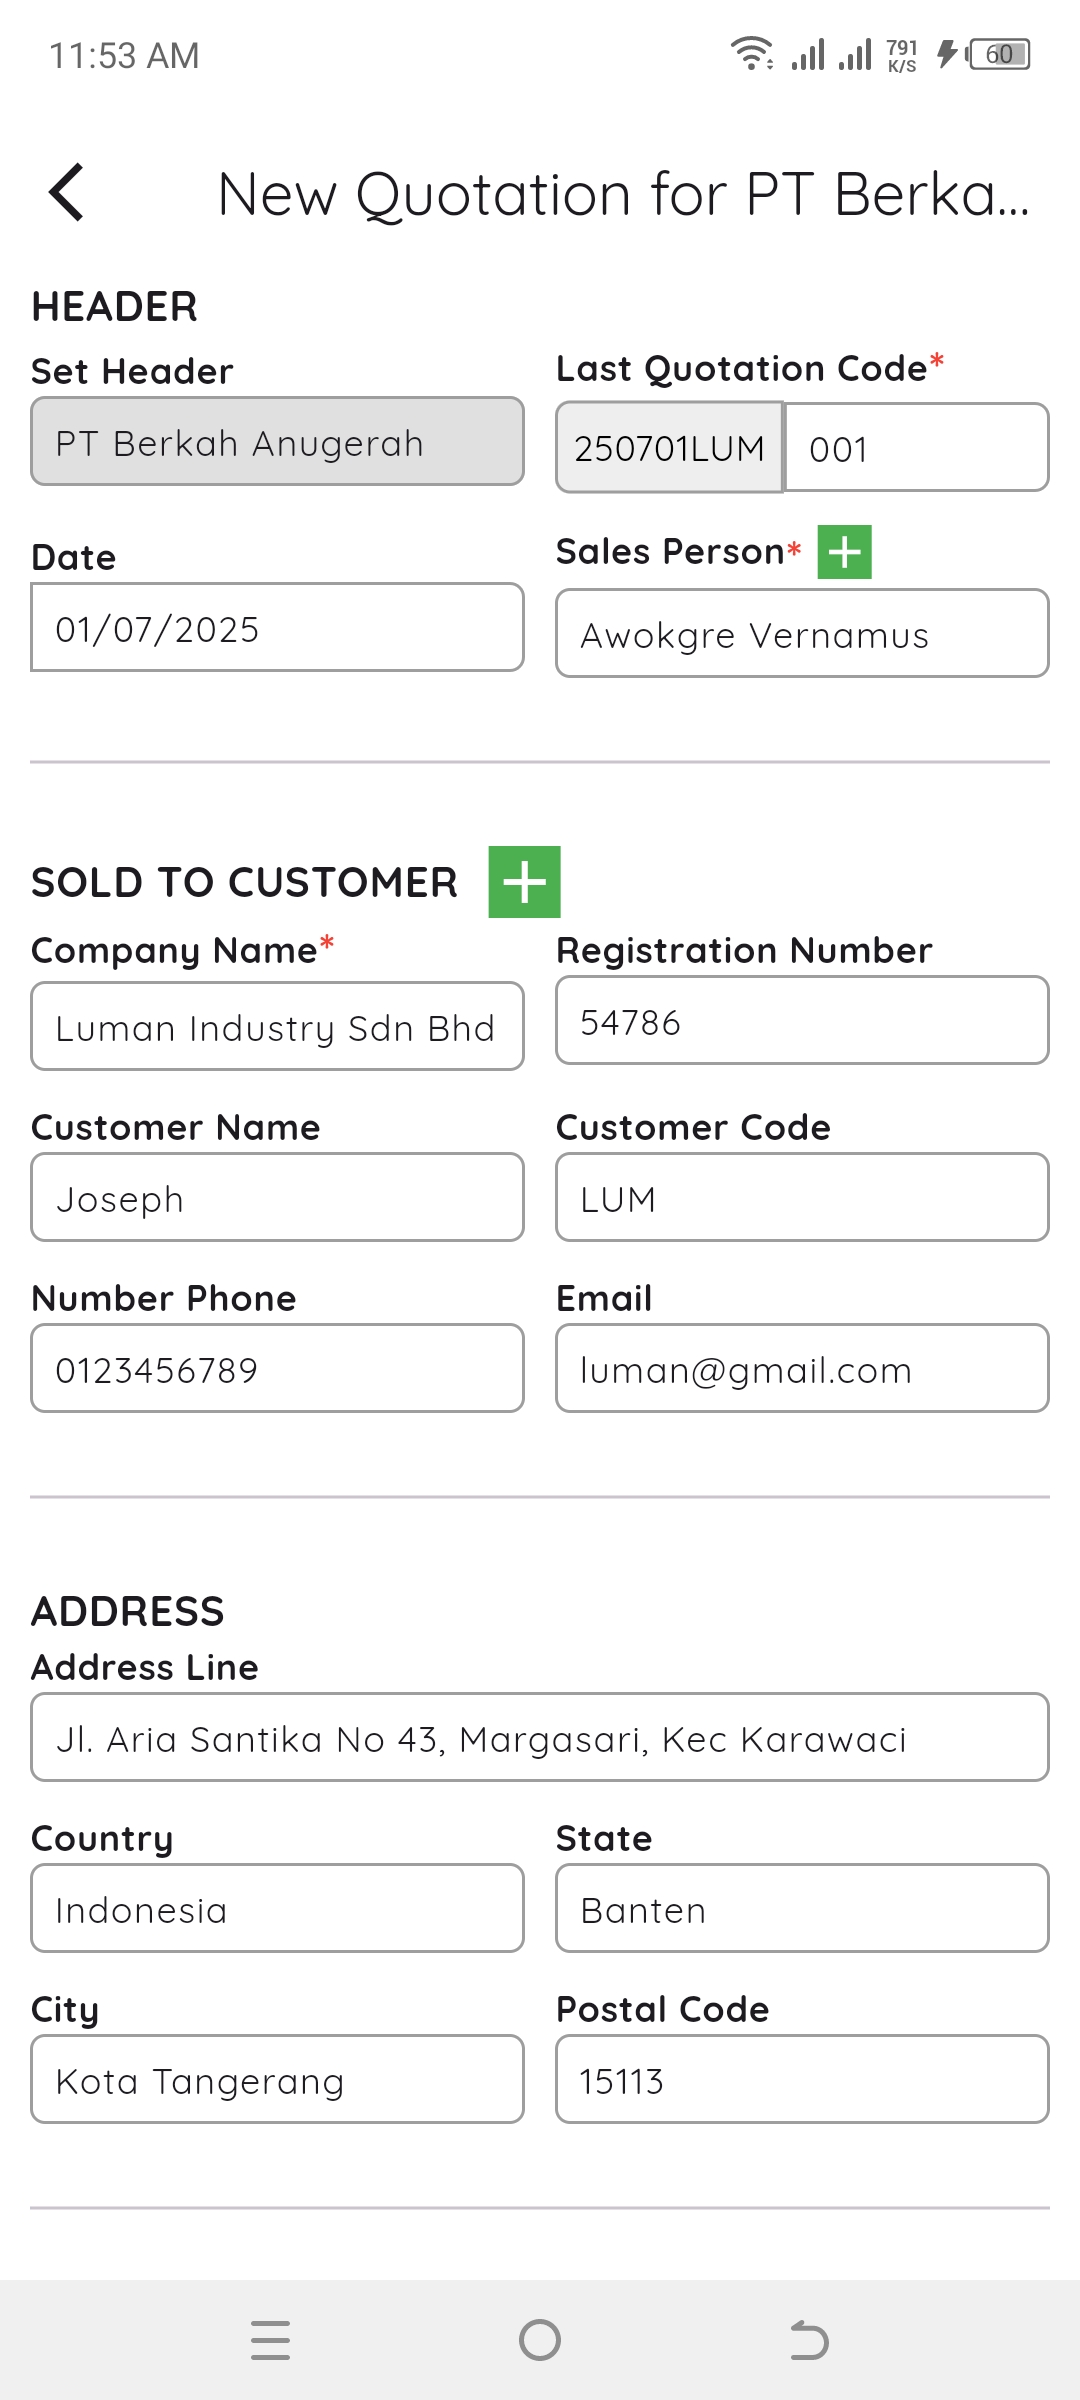 11:53 AM
791 K/S
60
New Quotation for PT Berka...
HEADER
Set Header
Last Quotation Code*
PT Berkah Anugerah
250701LUM 001
Date
Sales Person*
01/07/2025
Awokgre Vernamus
SOLD TO CUSTOMER
Company Name*
Registration Number
Luman Industry Sdn Bhd
54786
Customer Name
Customer Code
Joseph
LUM
Number Phone
Email
0123456789
luman@gmail.com
ADDRESS
Address Line
Jl. Aria Santika No 43, Margasari, Kec Karawaci
Country
State
Indonesia
Banten
City
Postal Code
Kota Tangerang
15113